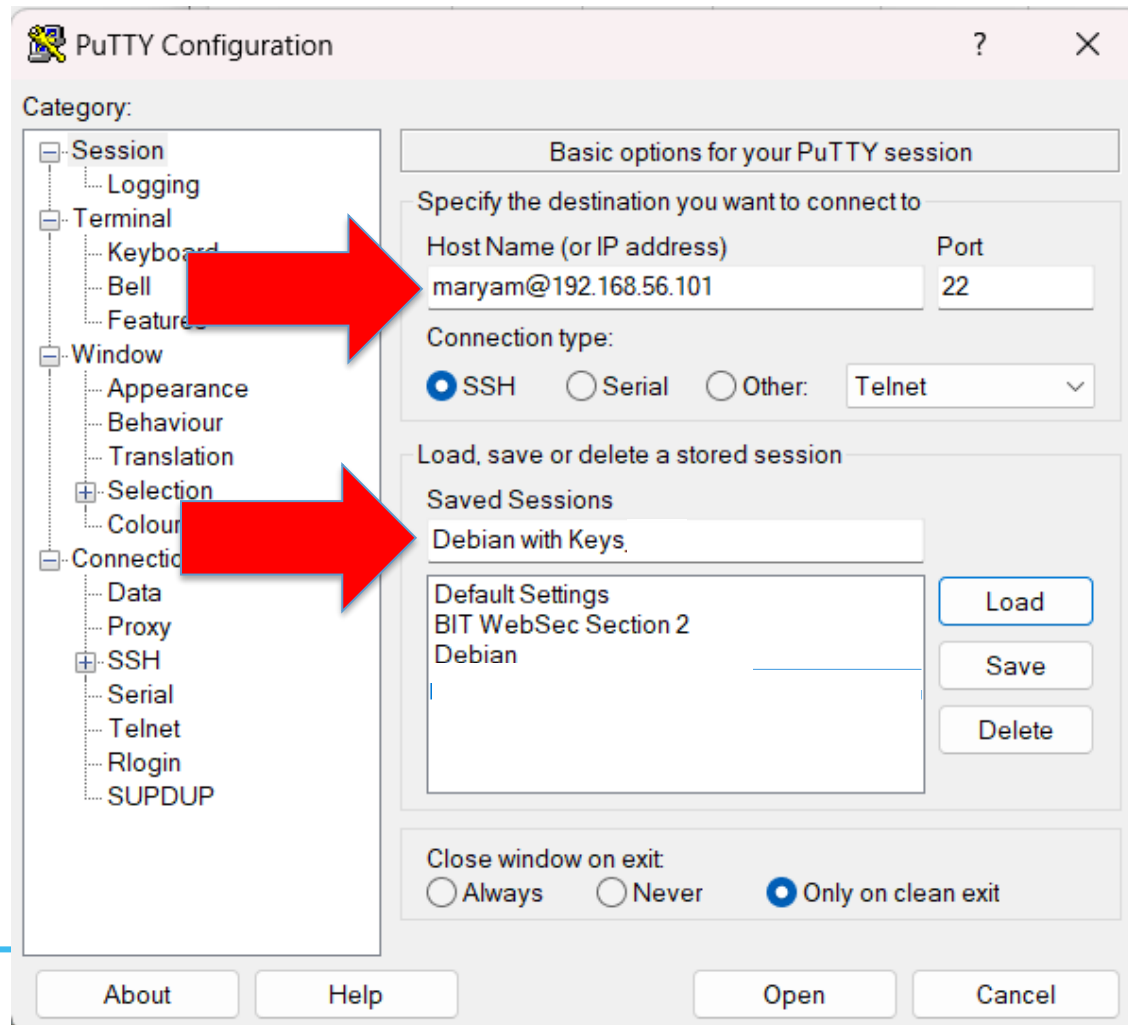 PuTTY Configuration
?
Category:
Session
Logging
Terminal
Keyboard
Bell
Features
Window
Appearance
Behaviour
Translation
Selection
Colour
Connectio
Data
Proxy
SSH
Serial
Telnet
Rlogin
SUPDUP
Basic options for your PuTTY session
Specify the destination you want to connect to
Host Name (or IP address) Port
maryam@192.168.56.101 22
Connection type:
SSH Serial Other: Telnet
Load, save or delete a stored session
Saved Sessions
Debian with Keys
Default Settings
BIT WebSec Section 2
Debian
Load
Save
Delete
Close window on exit:
Always Never Only on clean exit
About Help Open Cancel